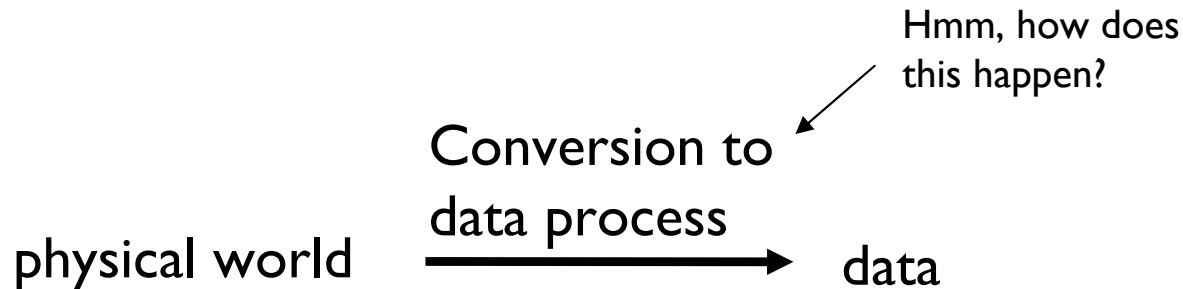 Hmm, how does
this happen?
Conversion to
data process
physical world
data